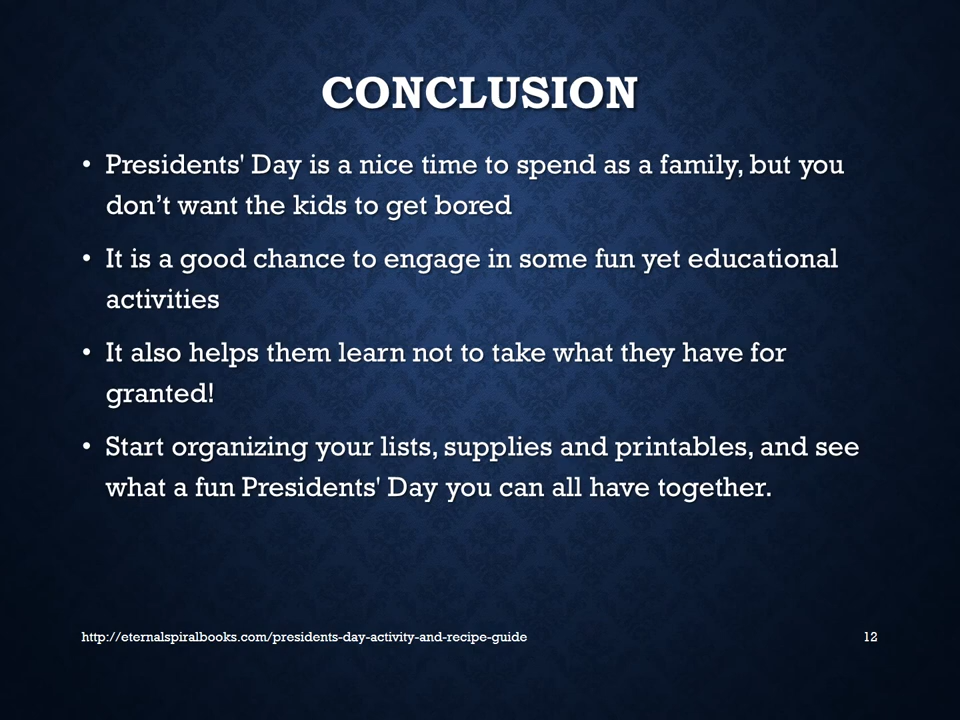 CONCLUSION
• Presidents' Day is a nice time to spend as a family, but you
don’t want the kids to get bored
• It is a good chance to engage in some fun yet educational
activities
• It also helps them learn not to take what they have for
granted!
• Start organizing your lists, supplies and printables, and see
what a fun Presidents' Day you can all have together.
http://eternalspiralbooks.com/presidents-day-activity-and-recipe-guide 12